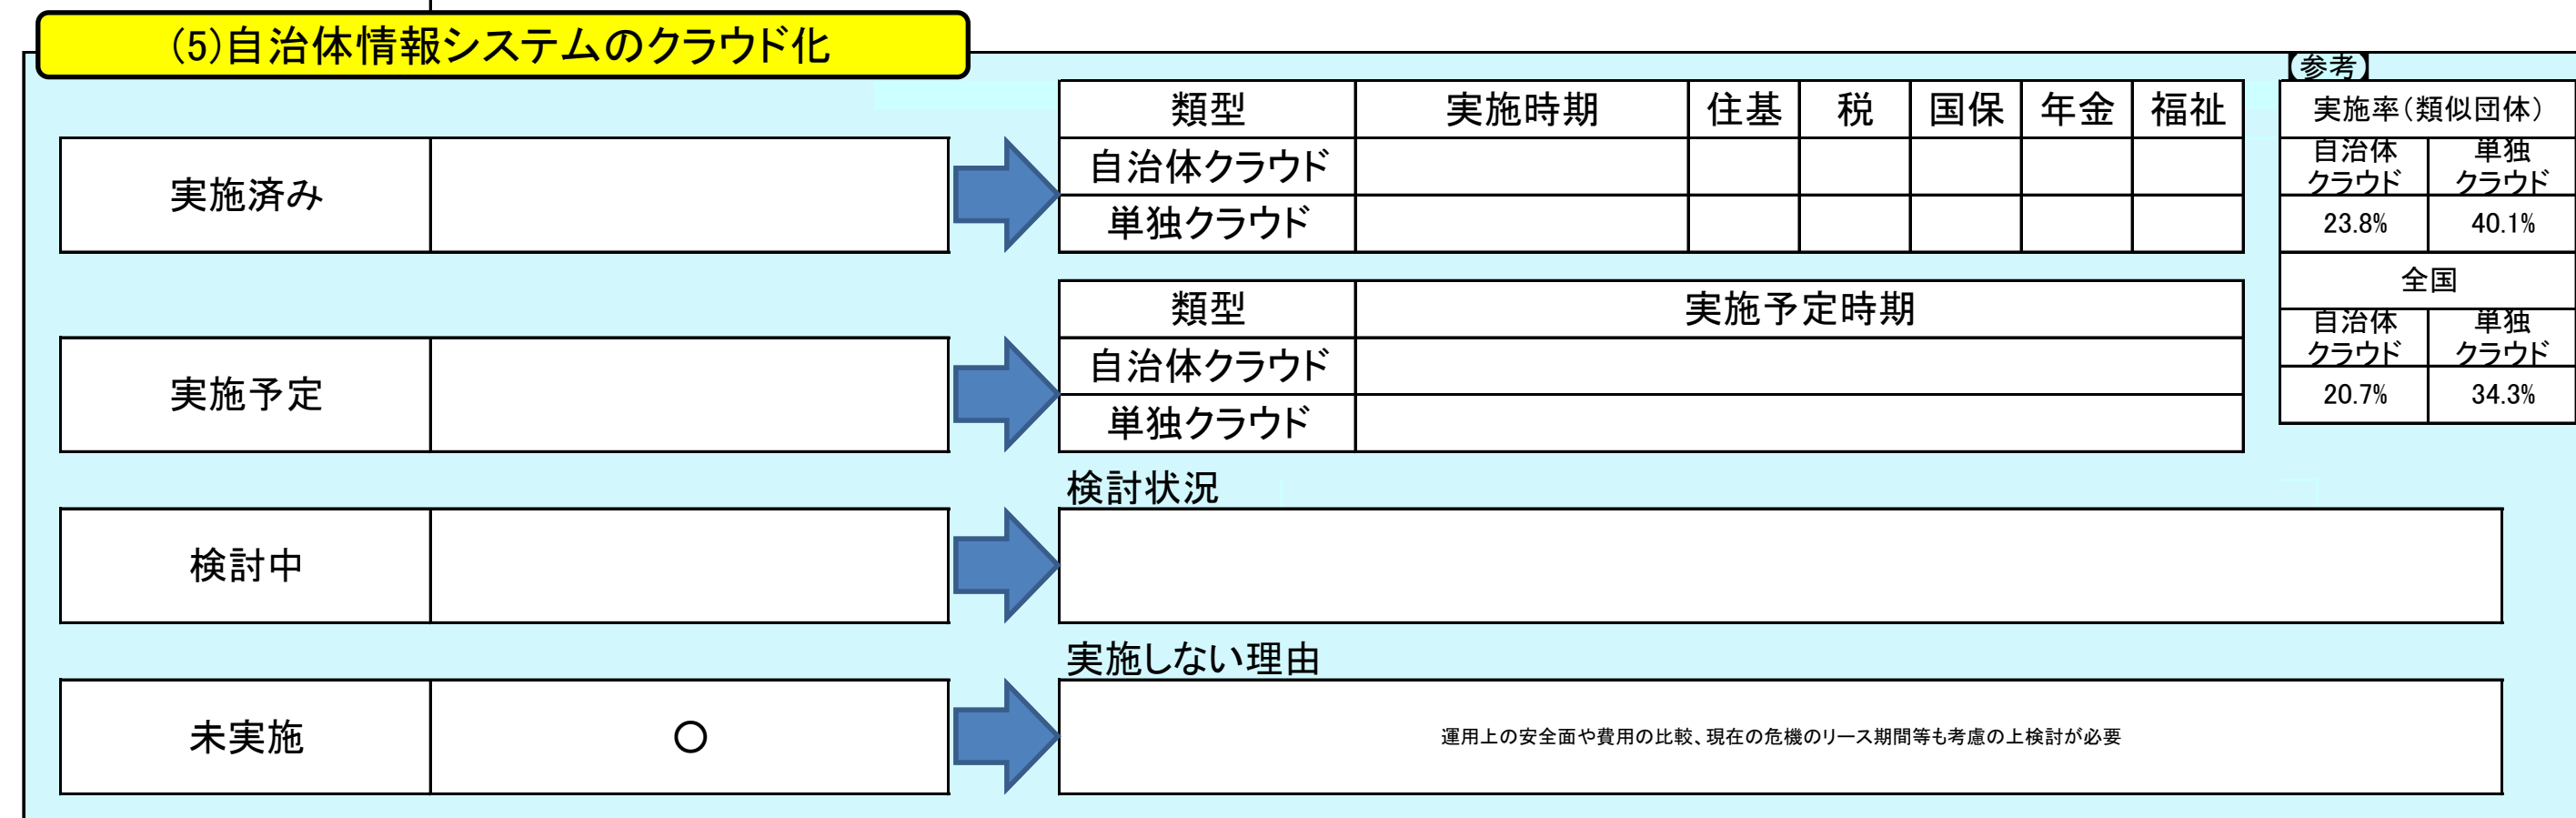 (5)自治体情報システムのクラウド化
【参考】
類型 実施時期 住基 税 国保 年金 福祉
実施済み
自治体クラウド
単独クラウド
実施率(類似団体)
自治体クラウド 単独クラウド
23.8% 40.1%
全国
自治体クラウド 単独クラウド
20.7% 34.3%
類型 実施予定時期
実施予定
自治体クラウド
単独クラウド
検討状況
検討中
実施しない理由
未実施 〇
運用上の安全面や費用の比較、現在の危機のリース期間等も考慮の上検討が必要